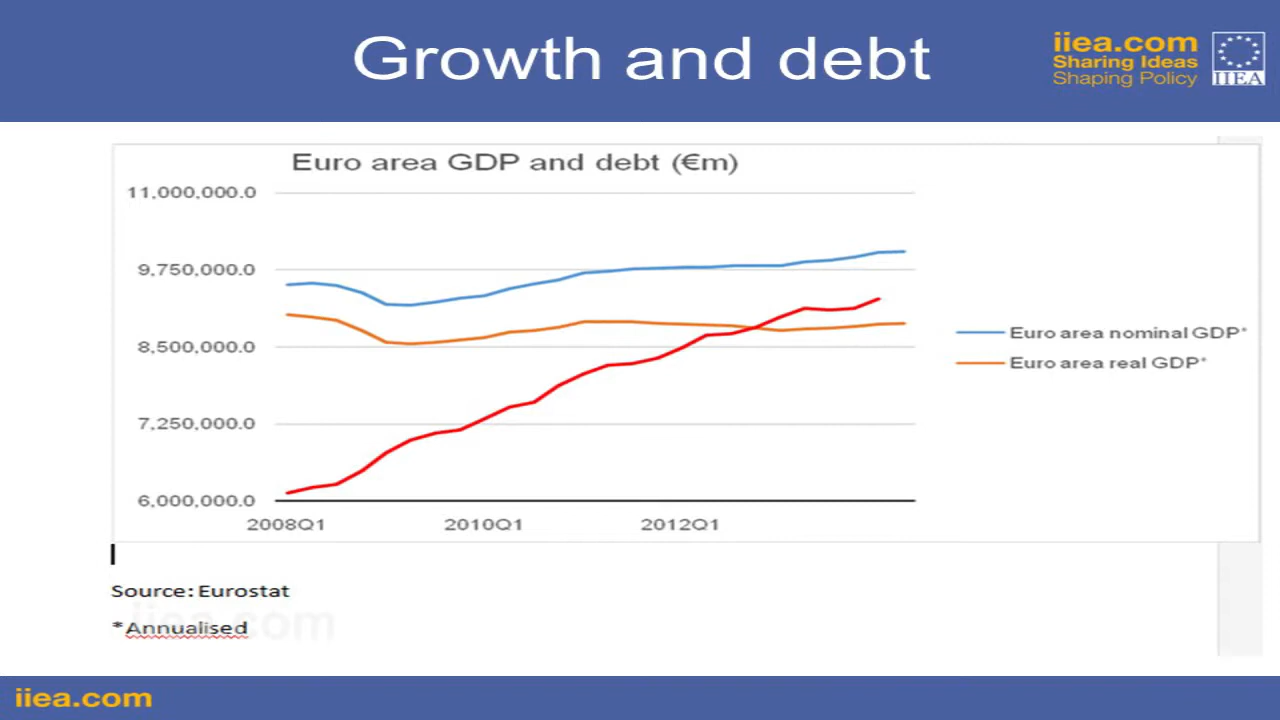 Growth and debt
iiea.com
Sharing Ideas
Shaping Policy
IIEA
Euro area GDP and debt (€m)
11,000,000.0
9,750,000.0
8,500,000.0
7,250,000.0
6,000,000.0
2008Q1 2010Q1 2012Q1
Euro area nominal GDP*
Euro area real GDP*
Source: Eurostat
iiea.com
*Annualised
iiea.com